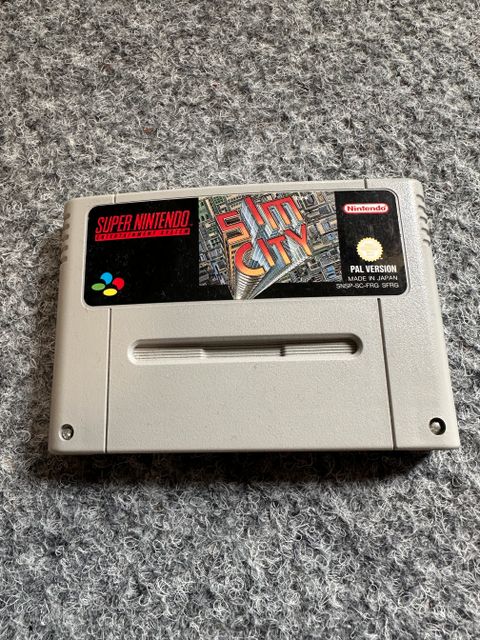 SUPER NINTENDO
ENTERTAINMENT SYSTEM
SIM
CITY
Nintendo
PAL VERSION
MADE IN JAPAN
SNSP-SC-FRG SFRG